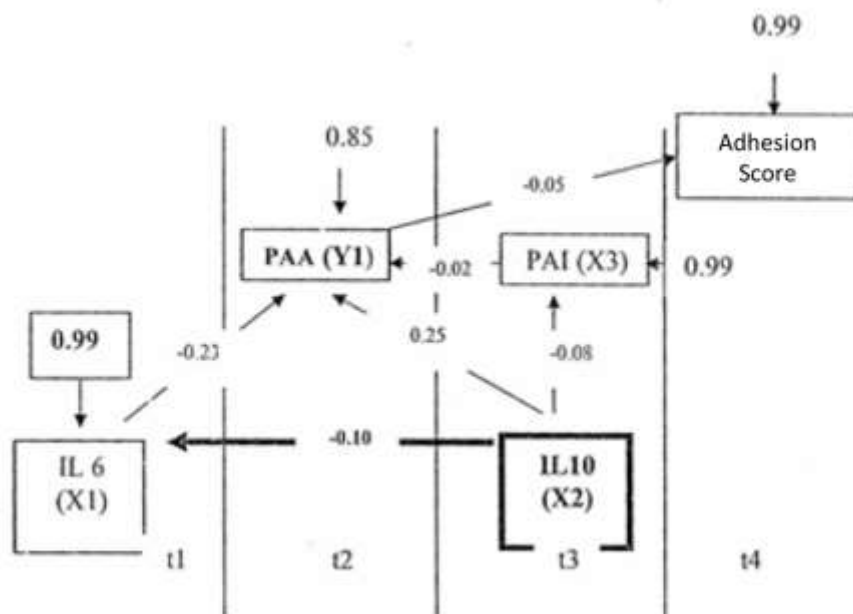 0.99
Adhesion
Score
0.85
-0.05
PAA (Y1)
-0.02
PAI (X3)
0.99
0.99
-0.23
0.25
-0.08
IL 6
(X1)
-0.10
IL10
(X2)
t1
t2
t3
t4